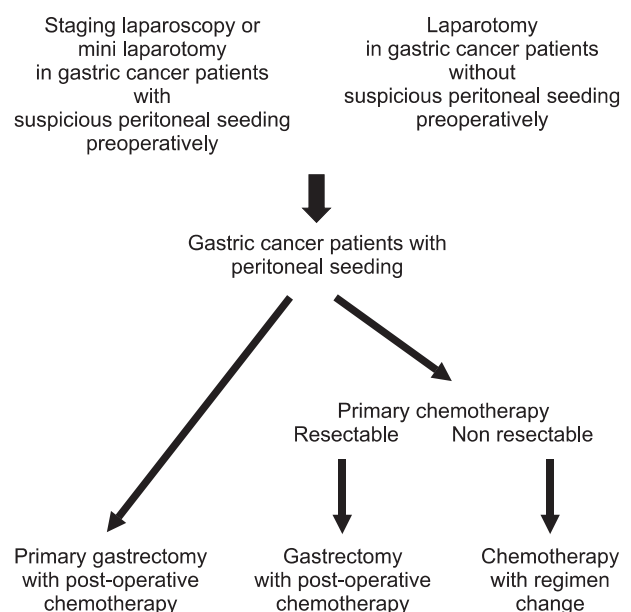 Staging laparoscopy or
mini laparotomy
in gastric cancer patients
with
suspicious peritoneal seeding
preoperatively
Laparotomy
in gastric cancer patients
without
suspicious peritoneal seeding
preoperatively
Gastric cancer patients with
peritoneal seeding
Primary chemotherapy
Resectable
Non resectable
Primary gastrectomy
with post-operative
chemotherapy
Gastrectomy
with post-operative
chemotherapy
Chemotherapy
with regimen
change